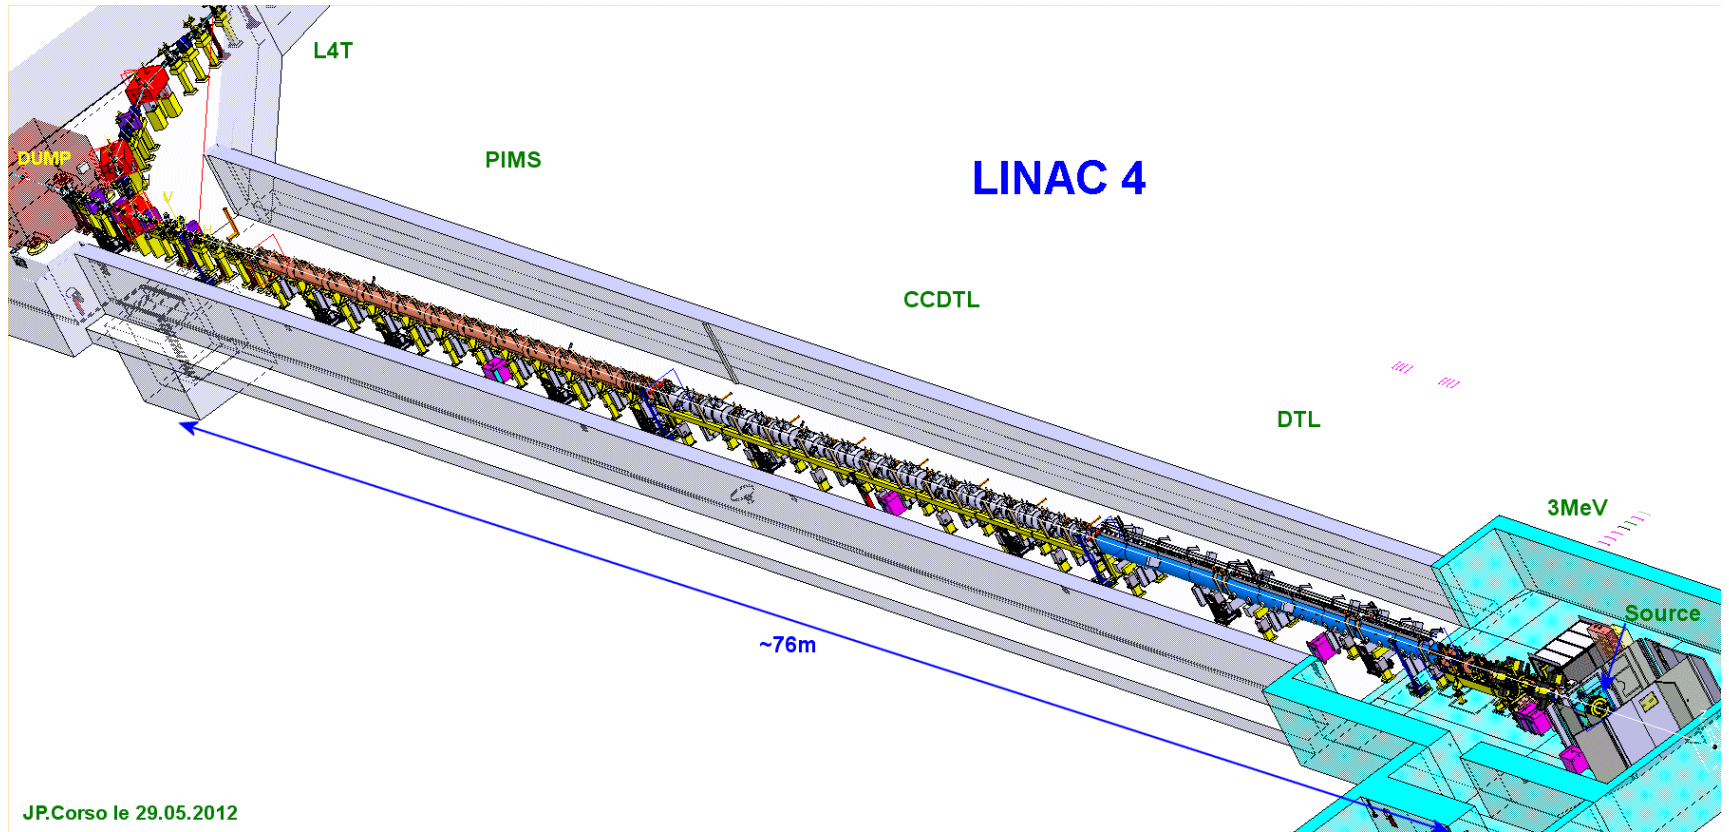 L4T
DUMP
PIMS
LINAC 4
V
CCDTL
DTL
3MeV
Source
~76m
JP.Corso le 29.05.2012